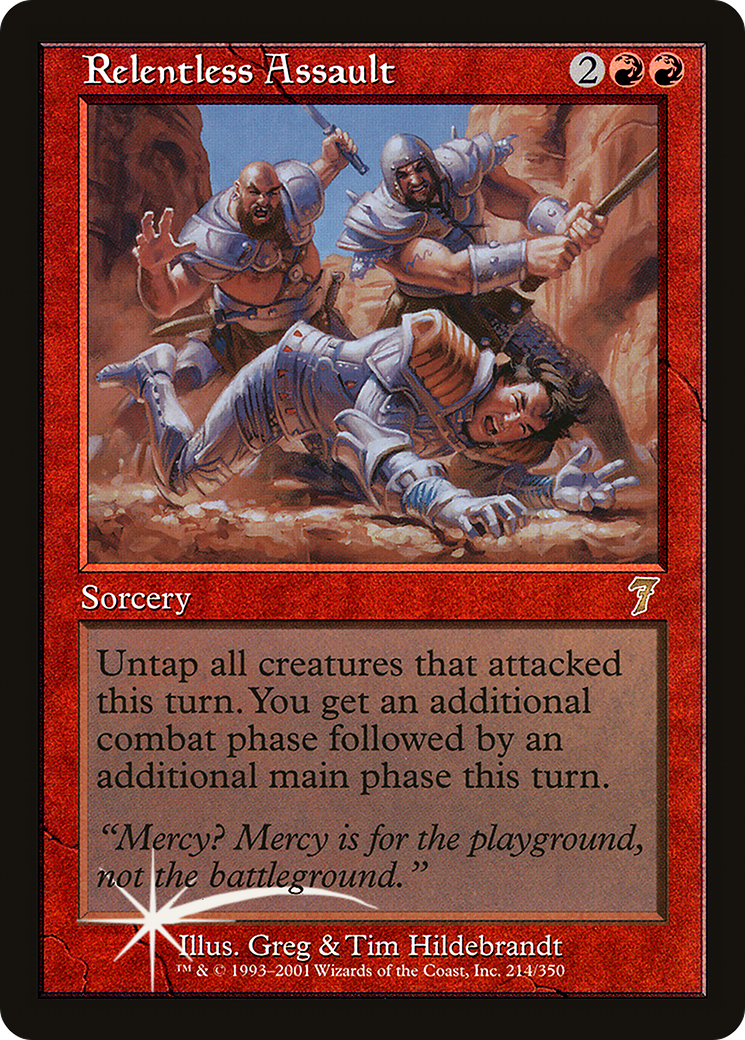 Relentless Assault
2
Sorcery
7
Untap all creatures that attacked
this turn. You get an additional
combat phase followed by an
additional main phase this turn.
“Mercy? Mercy is for the playground,
not the battleground.”
Illus. Greg & Tim Hildebrandt
™ & © 1993–2001 Wizards of the Coast, Inc. 214/350